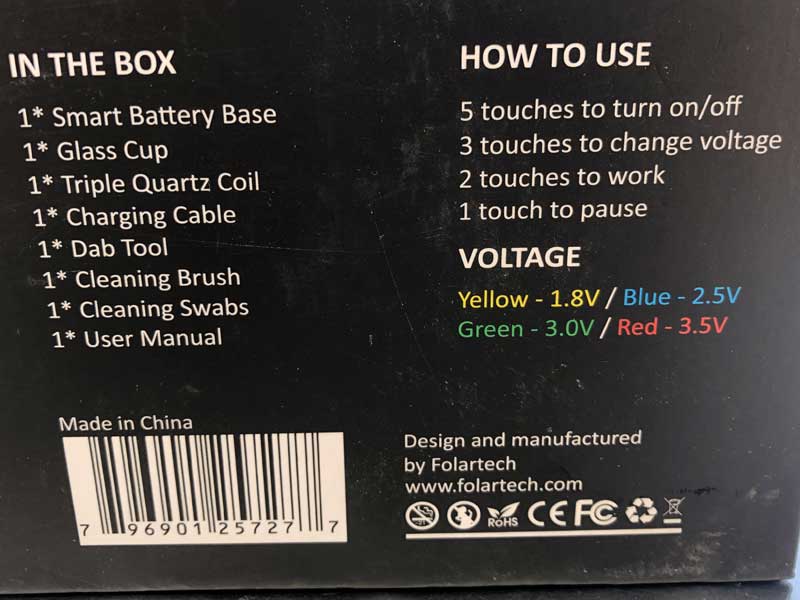 IN THE BOX
1* Smart Battery Base
1* Glass Cup
1* Triple Quartz Coil
1* Charging Cable
1* Dab Tool
1* Cleaning Brush
1* Cleaning Swabs
1* User Manual
HOW TO USE
5 touches to turn on/off
3 touches to change voltage
2 touches to work
1 touch to pause
VOLTAGE
Yellow - 1.8V / Blue - 2.5V
Green - 3.0V / Red - 3.5V
Made in China
7 96901 25727 7
Design and manufactured
by Folartech
www.folartech.com
RoHS CE FC